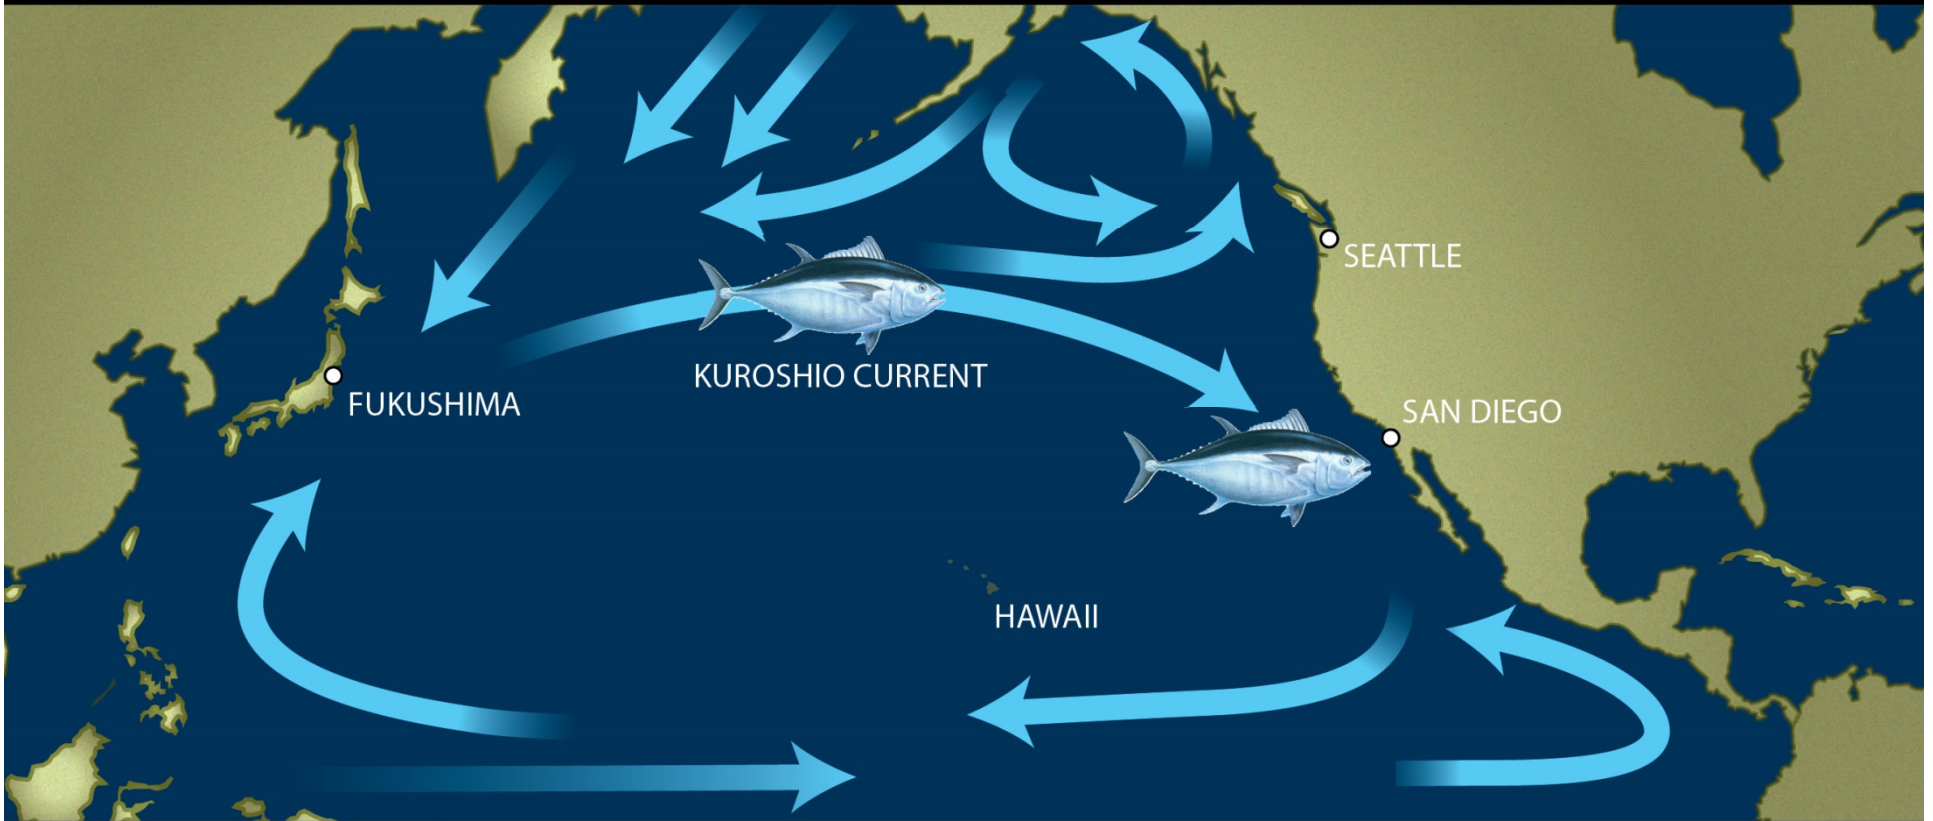 SEATTLE
KUROSHIO CURRENT
FUKUSHIMA
SAN DIEGO
HAWAII